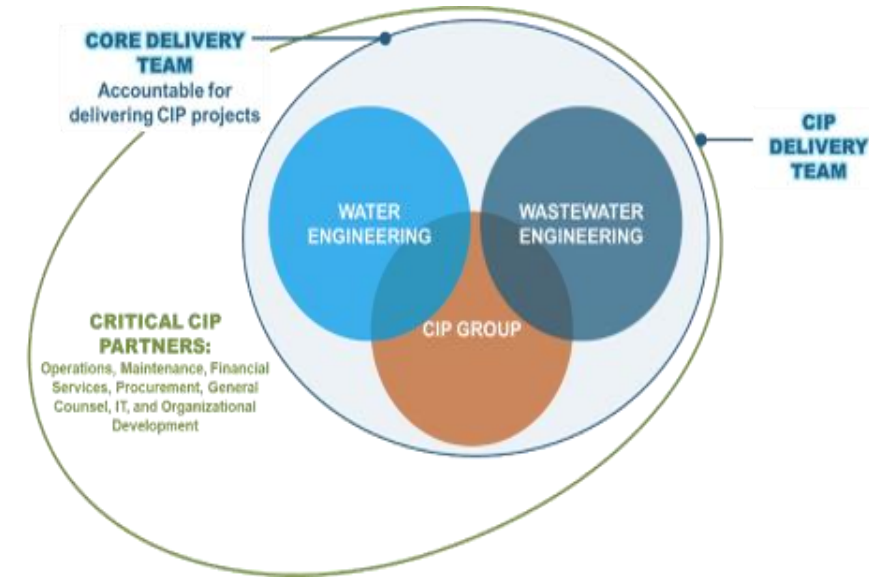 CORE DELIVERY
TEAM
Accountable for
delivering CIP projects
CIP
DELIVERY
TEAM
WATER
ENGINEERING
WASTEWATER
ENGINEERING
CIP GROUP
CRITICAL CIP
PARTNERS:
Operations, Maintenance, Financial
Services, Procurement, General
Counsel, IT, and Organizational
Development